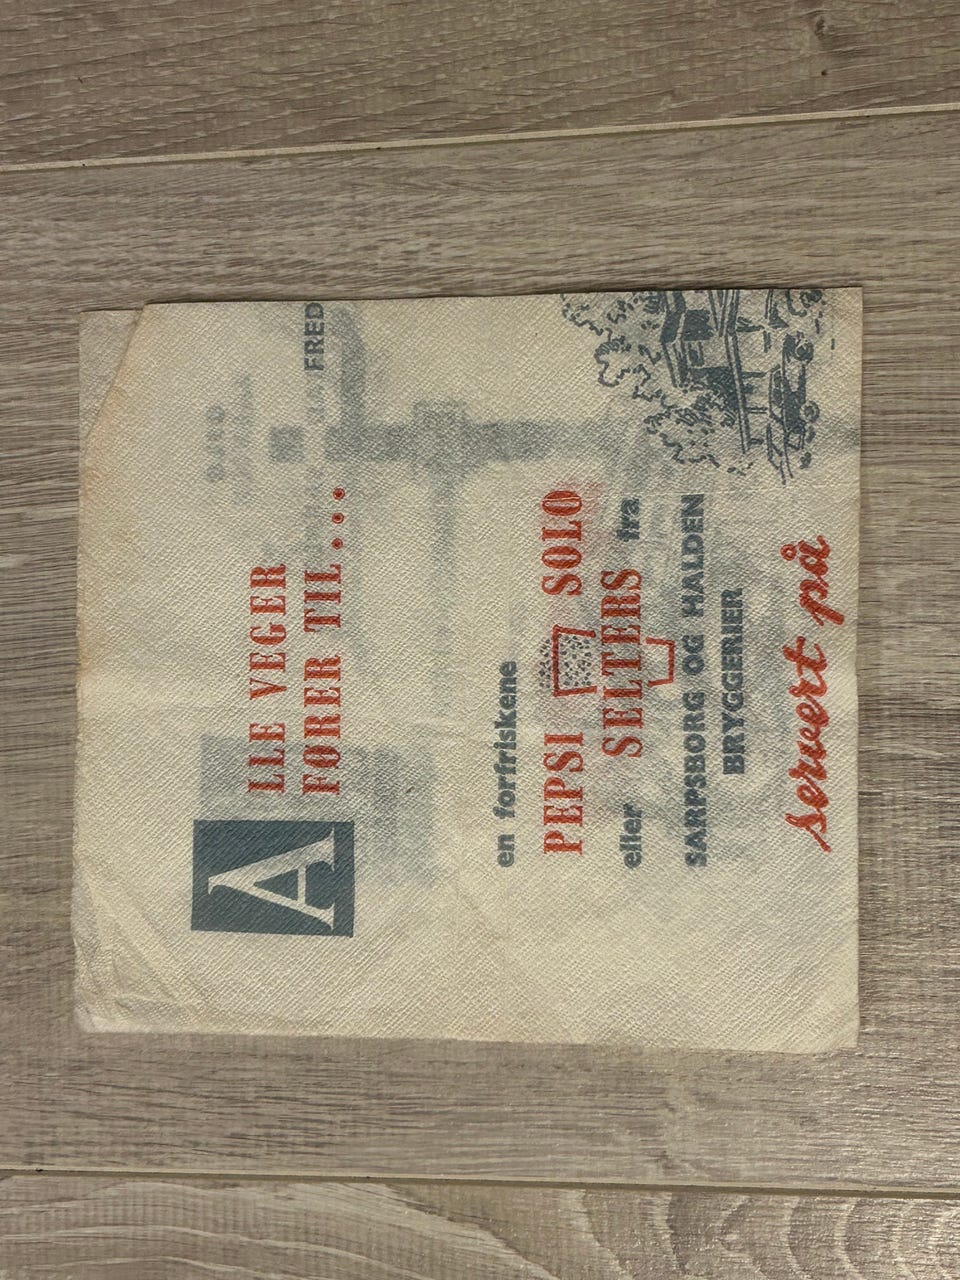 ALLE VEGER
FØRER TIL....
FRED
en forfriskene
PEPSI SOLO
eller SELTERS fra
SARPSBORG OG HALDEN
BRYGGERIER
servert på